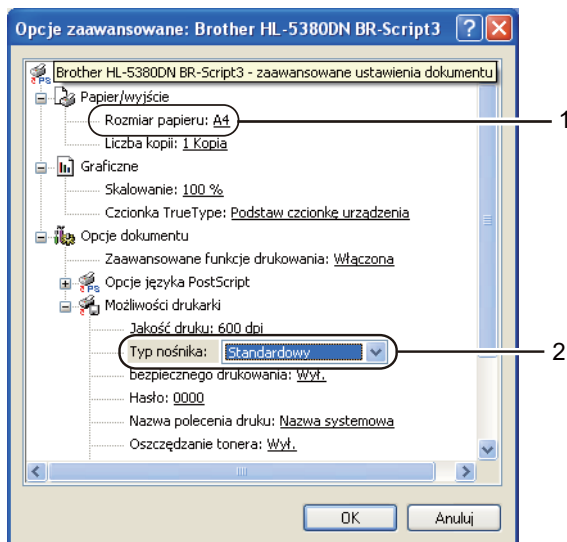 Opcje zaawansowane: Brother HL-5380DN BR-Script3
Brother HL-5380DN BR-Script3 - zaawansowane ustawienia dokumentu
Papier/wyjście
Rozmiar papieru: A4
1
Liczba kopii: 1 Kopia
Graficzne
Skalowanie: 100 %
Czcionka TrueType: Podstaw czcionkę urządzenia
Opcje dokumentu
Zaawansowane funkcje drukowania: Włączona
Opcje języka PostScript
Możliwości drukarki
Jakość druku: 600 dpi
Typ nośnika: Standardowy
2
bezpiecznego drukowania: Wył.
Hasło: 0000
Nazwa polecenia druku: Nazwa systemowa
Oszczędzanie tonera: Wył.
OK
Anuluj